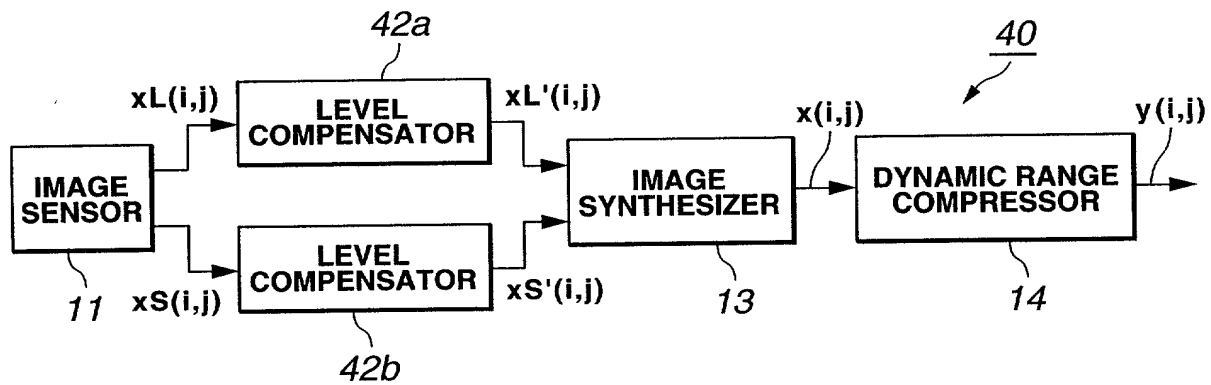 42a
40
xL(i,j)
LEVEL
COMPENSATOR
xL'(i,j)
x(i,j)
y(i,j)
IMAGE
SENSOR
IMAGE
SYNTHESIZER
DYNAMIC RANGE
COMPRESSOR
11
xS(i,j)
LEVEL
COMPENSATOR
xS'(i,j)
13
14
42b